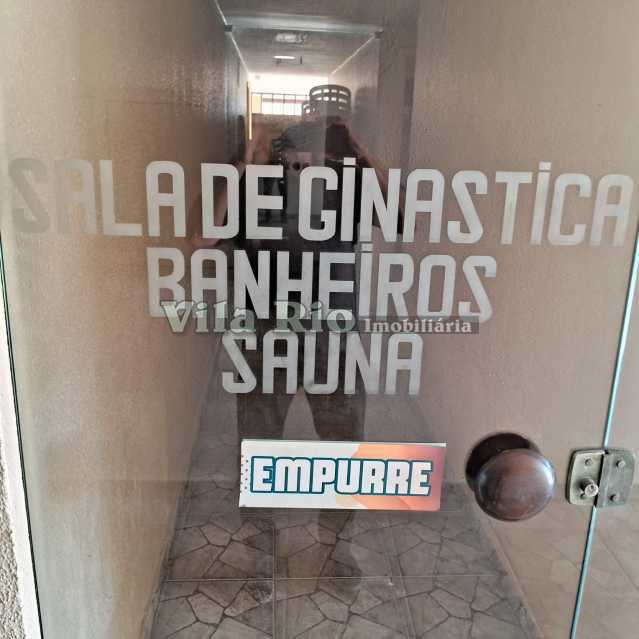 SALA DE GINASTICA
BANHEIROS
Vila Rio Imobiliária
SAUNA
EMPURRE